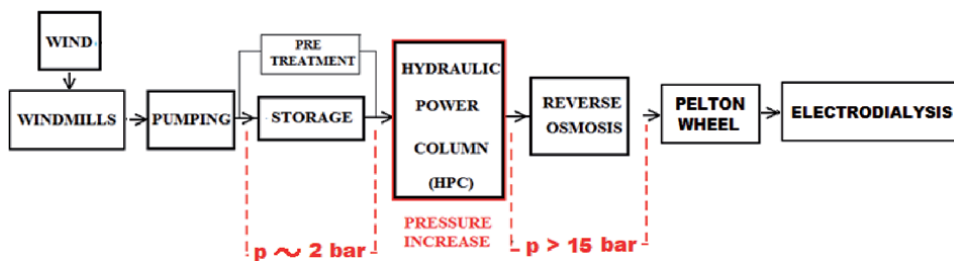 WIND
WINDMILLS
PUMPING
PRE
TREATMENT
STORAGE
HYDRAULIC
POWER
COLUMN
(HPC)
REVERSE
OSMOSIS
PELTON
WHEEL
ELECTRODIALYSIS
PRESSURE
INCREASE
p ~ 2 bar
p > 15 bar